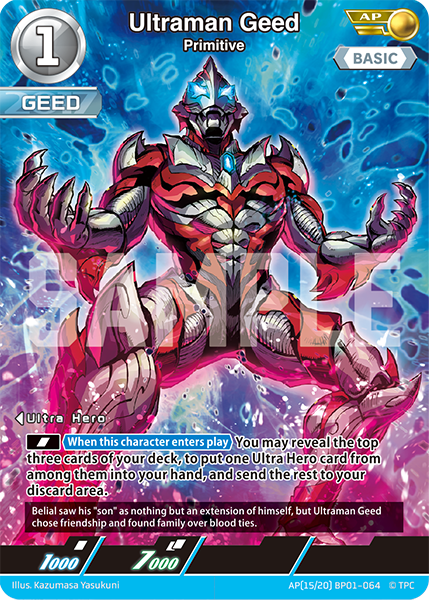 Ultraman Geed
Primitive
1
AP
BASIC
GEED
SAMPLE
Ultra Hero
When this character enters play You may reveal the top
three cards of your deck, to put one Ultra Hero card from
among them into your hand, and send the rest to your
discard area.
Belial saw his "son" as nothing but an extension of himself, but Ultraman Geed
chose friendship and found family over blood ties.
1000 7000
Illus. Kazumasa Yasukuni AP[15/20] BP01-064 © TPC